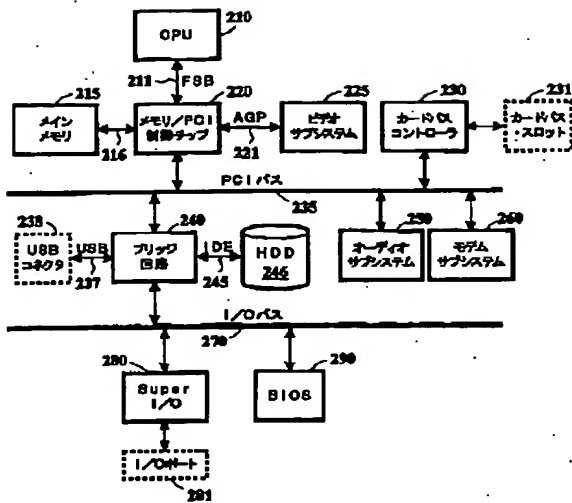 210
CPU
211
FSB
215
メイン
メモリ
216
220
メモリ/PCI
制御チップ
AGP
221
225
ビデオ
サブシステム
230
カードバス
コントローラ
231
カードバス
・スロット
PCIバス
235
238
USB
コネクタ
USB
237
240
ブリッジ
回路
IDE
245
HDD
246
250
オーディオ
サブシステム
260
モデム
サブシステム
I/Oバス
270
280
Super
I/O
290
BIOS
I/Oポート
281